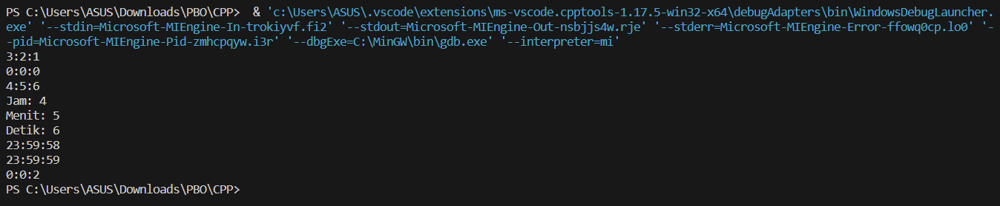 PS C:\Users\ASUS\Downloads\PBO\CPP>  & 'c:\Users\ASUS\.vscode\extensions\ms-vscode.cpptools-1.17.5-win32-x64\debugAdapters\bin\WindowsDebugLauncher.
exe' '--stdin=Microsoft-MIEngine-In-trokiyvf.fi2' '--stdout=Microsoft-MIEngine-Out-nsbjjs4w.rje' '--stderr=Microsoft-MIEngine-Error-ffowq0cp.lo0' '-
-pid=Microsoft-MIEngine-Pid-zmhcpqyw.i3r' '--dbgExe=C:\MinGW\bin\gdb.exe' '--interpreter=mi'
3:2:1
0:0:0
4:5:6
Jam: 4
Menit: 5
Detik: 6
23:59:58
23:59:59
0:0:2
PS C:\Users\ASUS\Downloads\PBO\CPP>